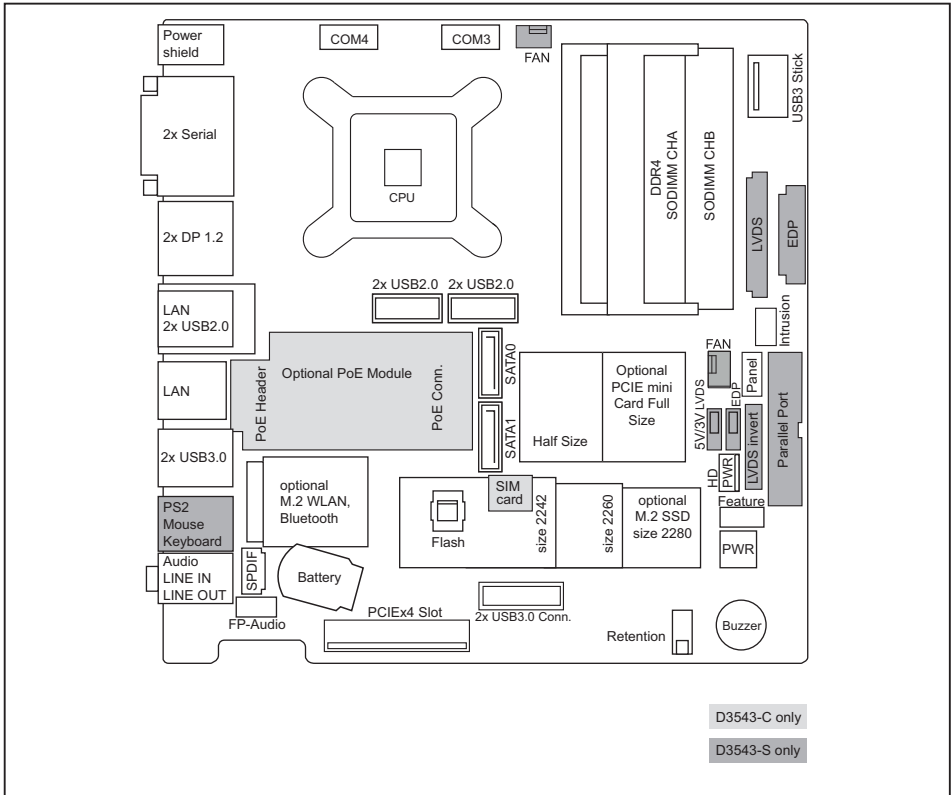 Power
shield
COM4
COM3
FAN
USB3 Stick
2x Serial
CPU
DDR4
SODIMM CHA
SODIMM CHB
2x DP 1.2
LVDS
EDP
2x USB2.0
2x USB2.0
LAN
2x USB2.0
Intrusion
PoE Header
Optional PoE Module
PoE Conn.
SATA0
SATA1
Half Size
Optional
PCIE mini
Card Full
Size
FAN
Panel
LAN
5V/3V LVDS
EDP
LVDS invert
Parallel Port
2x USB3.0
HD
PWR
optional
M.2 WLAN,
Bluetooth
SIM
card
Flash
size 2242
size 2260
optional
M.2 SSD
size 2280
Feature
PWR
PS2
Mouse
Keyboard
Audio
LINE IN
LINE OUT
SPDIF
Battery
FP-Audio
PCIEx4 Slot
2x USB3.0 Conn.
Retention
Buzzer
D3543-C only
D3543-S only